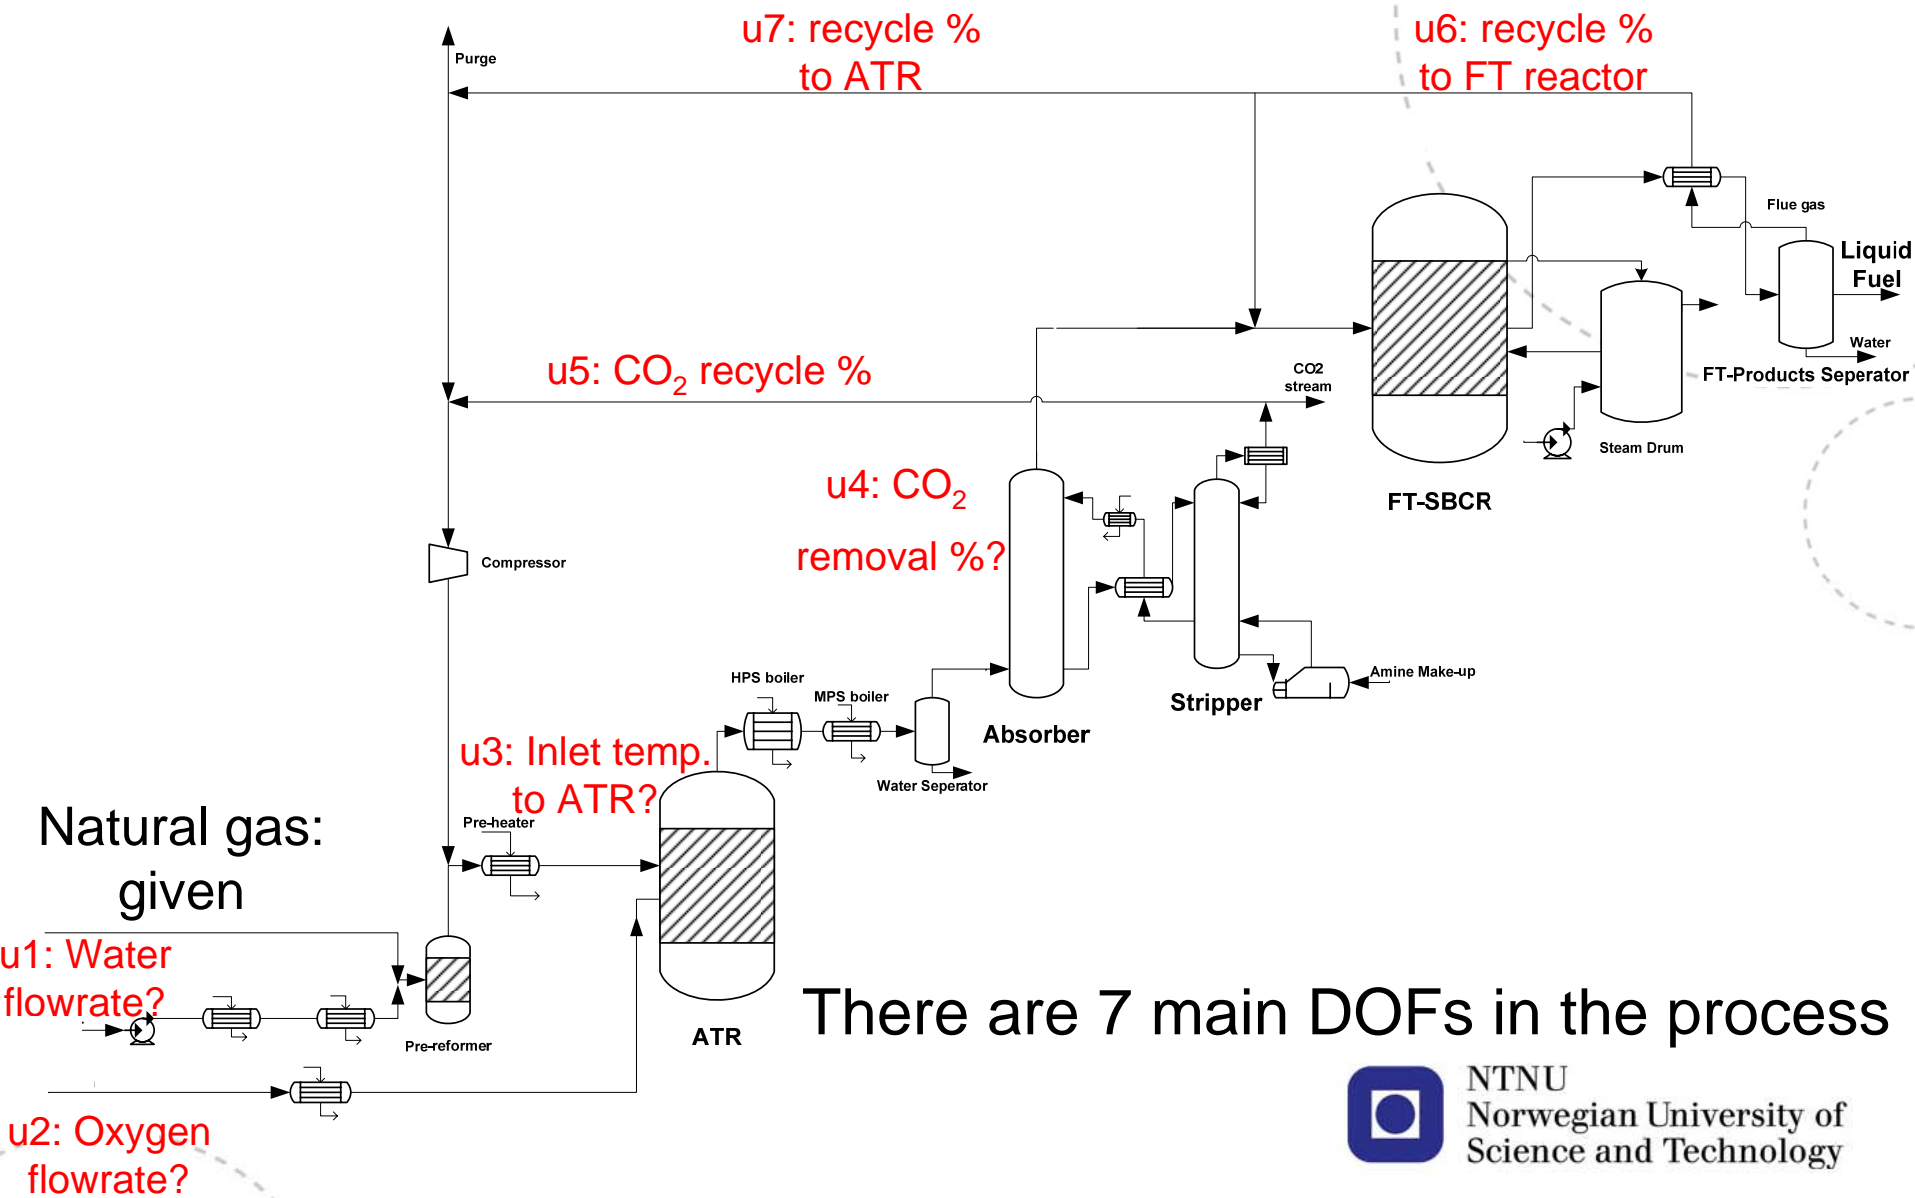 u7: recycle %
to ATR
u6: recycle %
to FT reactor
Purge
Flue gas
Liquid
Fuel
Water
FT-Products Seperator
u5: CO2 recycle %
CO2
stream
Steam Drum
FT-SBCR
u4: CO2
removal %?
Compressor
HPS boiler
MPS boiler
Amine Make-up
Stripper
Absorber
u3: Inlet temp.
to ATR?
Water Seperator
Natural gas:
given
Pre-heater
u1: Water
flowrate?
Pre-reformer
ATR
There are 7 main DOFs in the process
u2: Oxygen
flowrate?
NTNU
Norwegian University of
Science and Technology